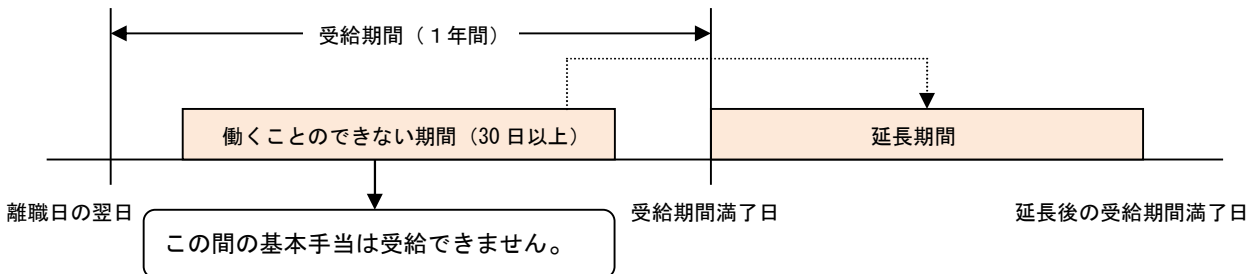 受給期間（１年間）
働くことのできない期間（30日以上）
延長期間
離職日の翌日
受給期間満了日
延長後の受給期間満了日
この間の基本手当は受給できません。